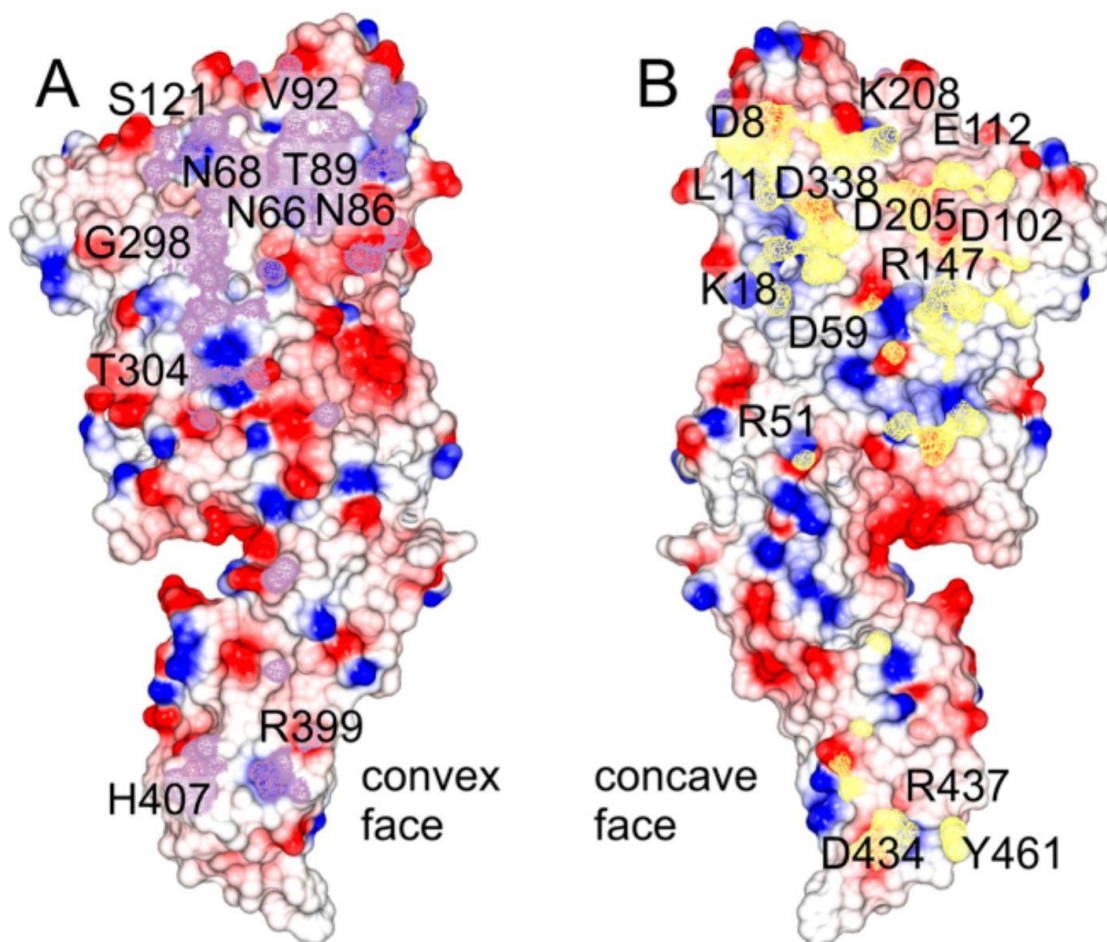 A
S121
V92
N68
T89
N66
N86
G298
T304
R399
H407
convex
face
B
K208
D8
E112
L11
D338
D205
D102
R147
K18
D59
R51
concave
face
R437
D434
Y461